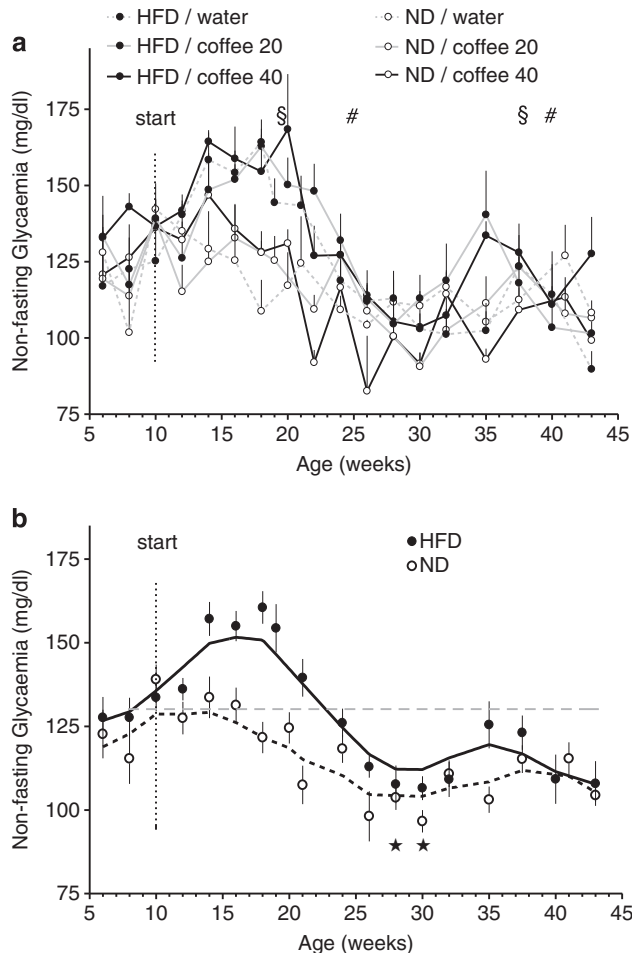 a
HFD / water
ND / water
HFD / coffee 20
ND / coffee 20
HFD / coffee 40
ND / coffee 40
175
start
§
#
§
#
150
125
100
75
Non-fasting Glycaemia (mg/dl)
5 10 15 20 25 30 35 40 45
Age (weeks)
b
start
HFD
ND
175
150
125
100
75
Non-fasting Glycaemia (mg/dl)
★ ★
5 10 15 20 25 30 35 40 45
Age (weeks)